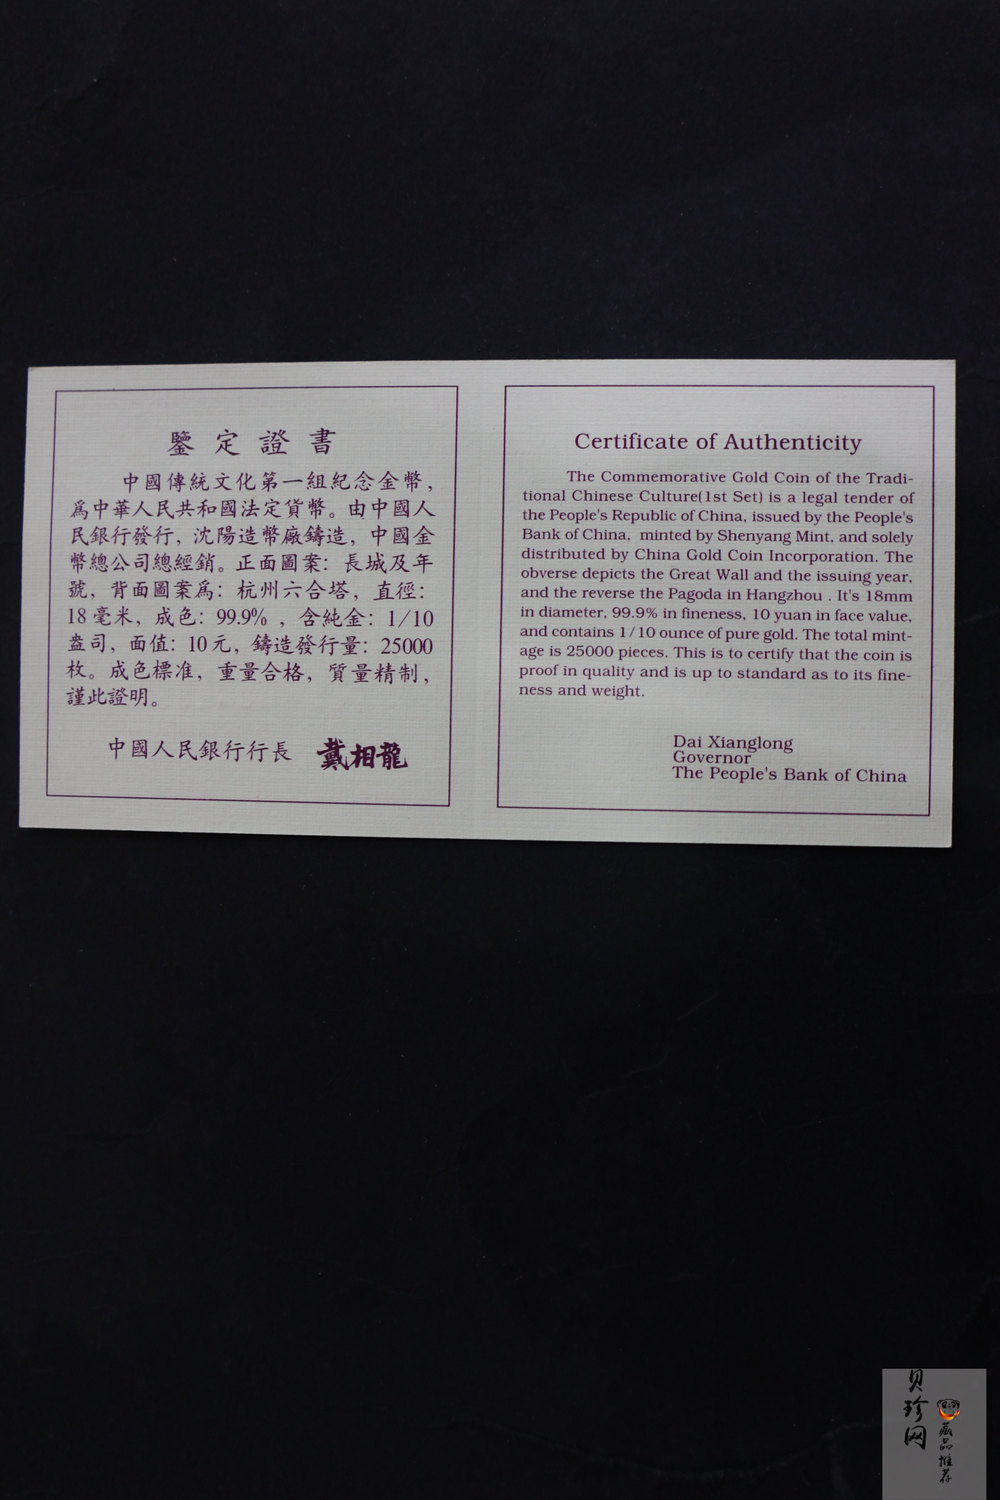 鑒定證書
中國傳統文化第一組紀念金幣，
爲中華人民共和國法定貨幣。由中國人
民銀行發行，沈陽造幣廠鑄造，中國金
幣總公司總經銷。正面圖案：長城及年
號，背面圖案爲：杭州六合塔，直徑：
18毫米，成色：99.9%，含純金：1/10
盎司，面值：10元，鑄造發行量：25000
枚。成色標准，重量合格，質量精制，
謹此證明。
中國人民銀行行長 戴相龍
Certificate of Authenticity
The Commemorative Gold Coin of the Tradi-
tional Chinese Culture(1st Set) is a legal tender of
the People's Republic of China, issued by the People's
Bank of China, minted by Shenyang Mint, and solely
distributed by China Gold Coin Incorporation. The
obverse depicts the Great Wall and the issuing year,
and the reverse the Pagoda in Hangzhou . It's 18mm
in diameter, 99.9% in fineness, 10 yuan in face value,
and contains 1/10 ounce of pure gold. The total mint-
age is 25000 pieces. This is to certify that the coin is
proof in quality and is up to standard as to its fine-
ness and weight.
Dai Xianglong
Governor
The People's Bank of China
贝珍网
藏品推荐